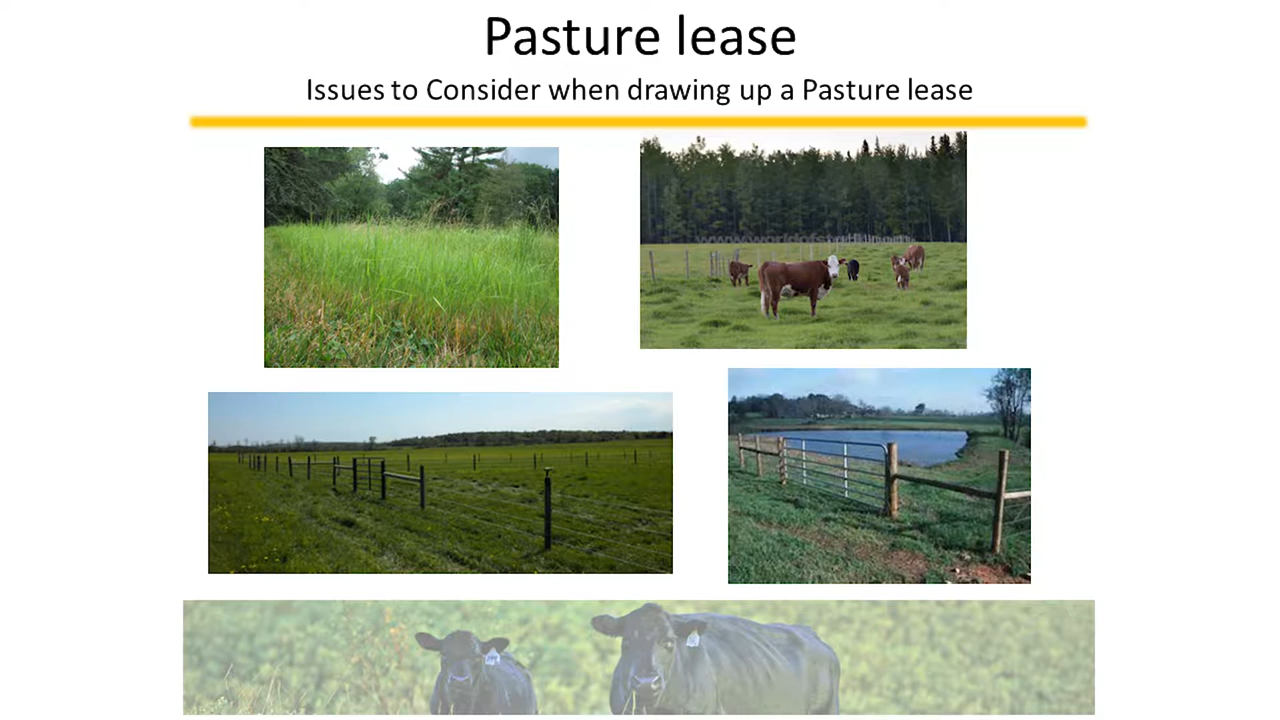 Pasture lease
Issues to Consider when drawing up a Pasture lease